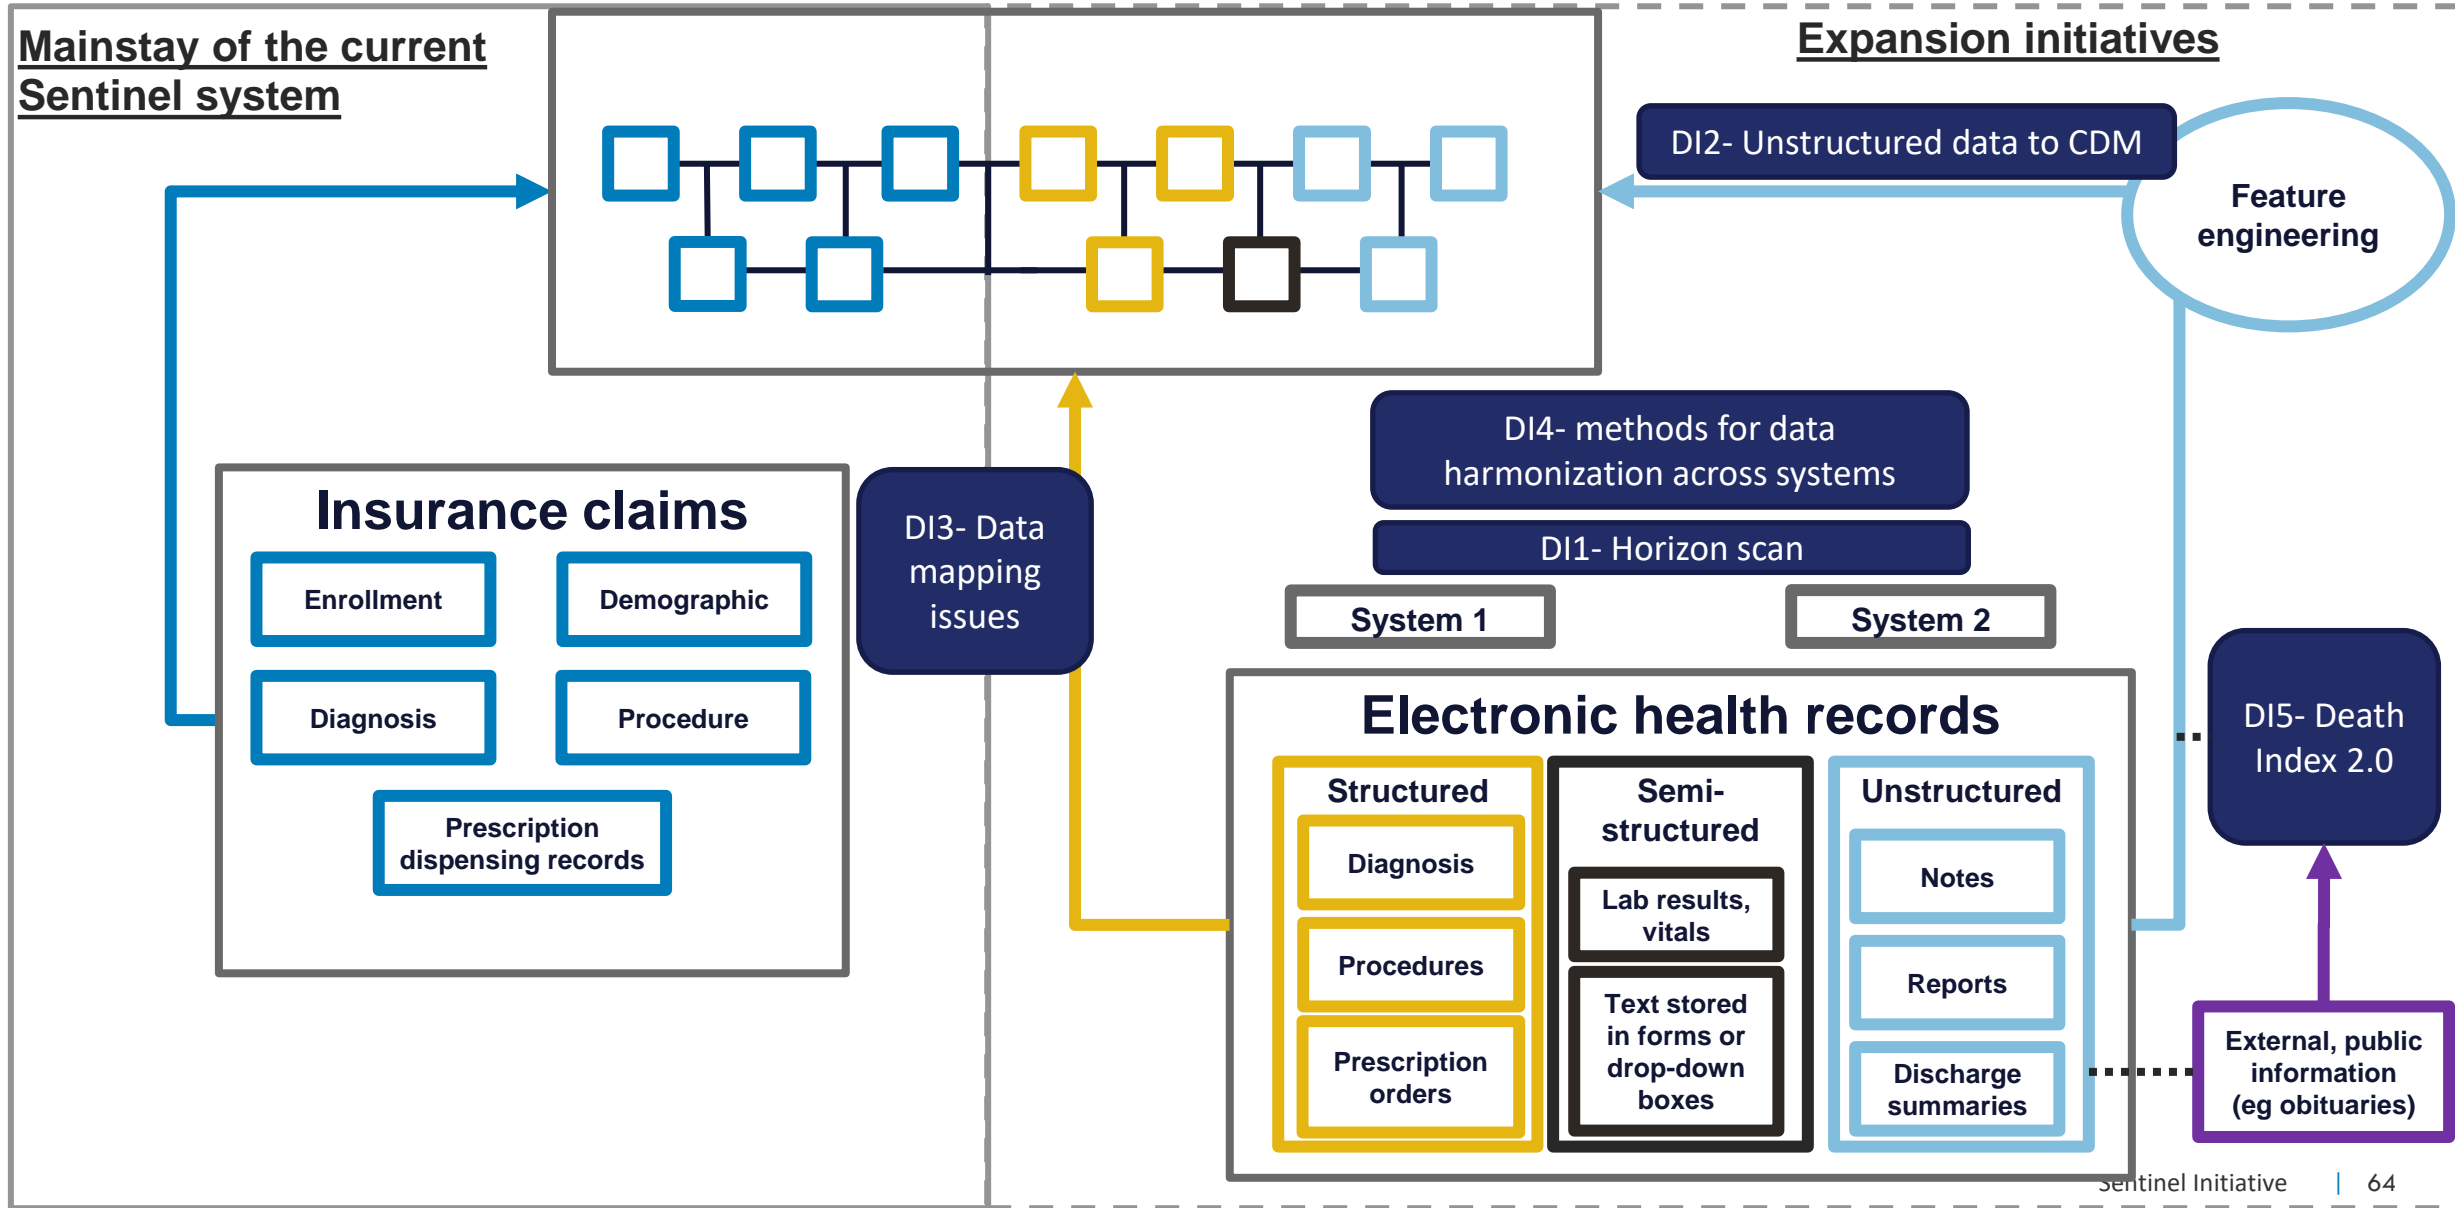 Mainstay of the current
Sentinel system
Expansion initiatives
DI2- Unstructured data to CDM
Feature
engineering
DI4- methods for data
harmonization across systems
DI1- Horizon scan
DI3- Data
mapping
issues
Insurance claims
Enrollment
Demographic
Diagnosis
Procedure
Prescription
dispensing records
System 1
System 2
Electronic health records
Structured
Diagnosis
Procedures
Prescription
orders
Semi-
structured
Lab results,
vitals
Text stored
in forms or
drop-down
boxes
Unstructured
Notes
Reports
Discharge
summaries
DI5- Death
Index 2.0
External, public
information
(eg obituaries)
Sentinel Initiative | 64